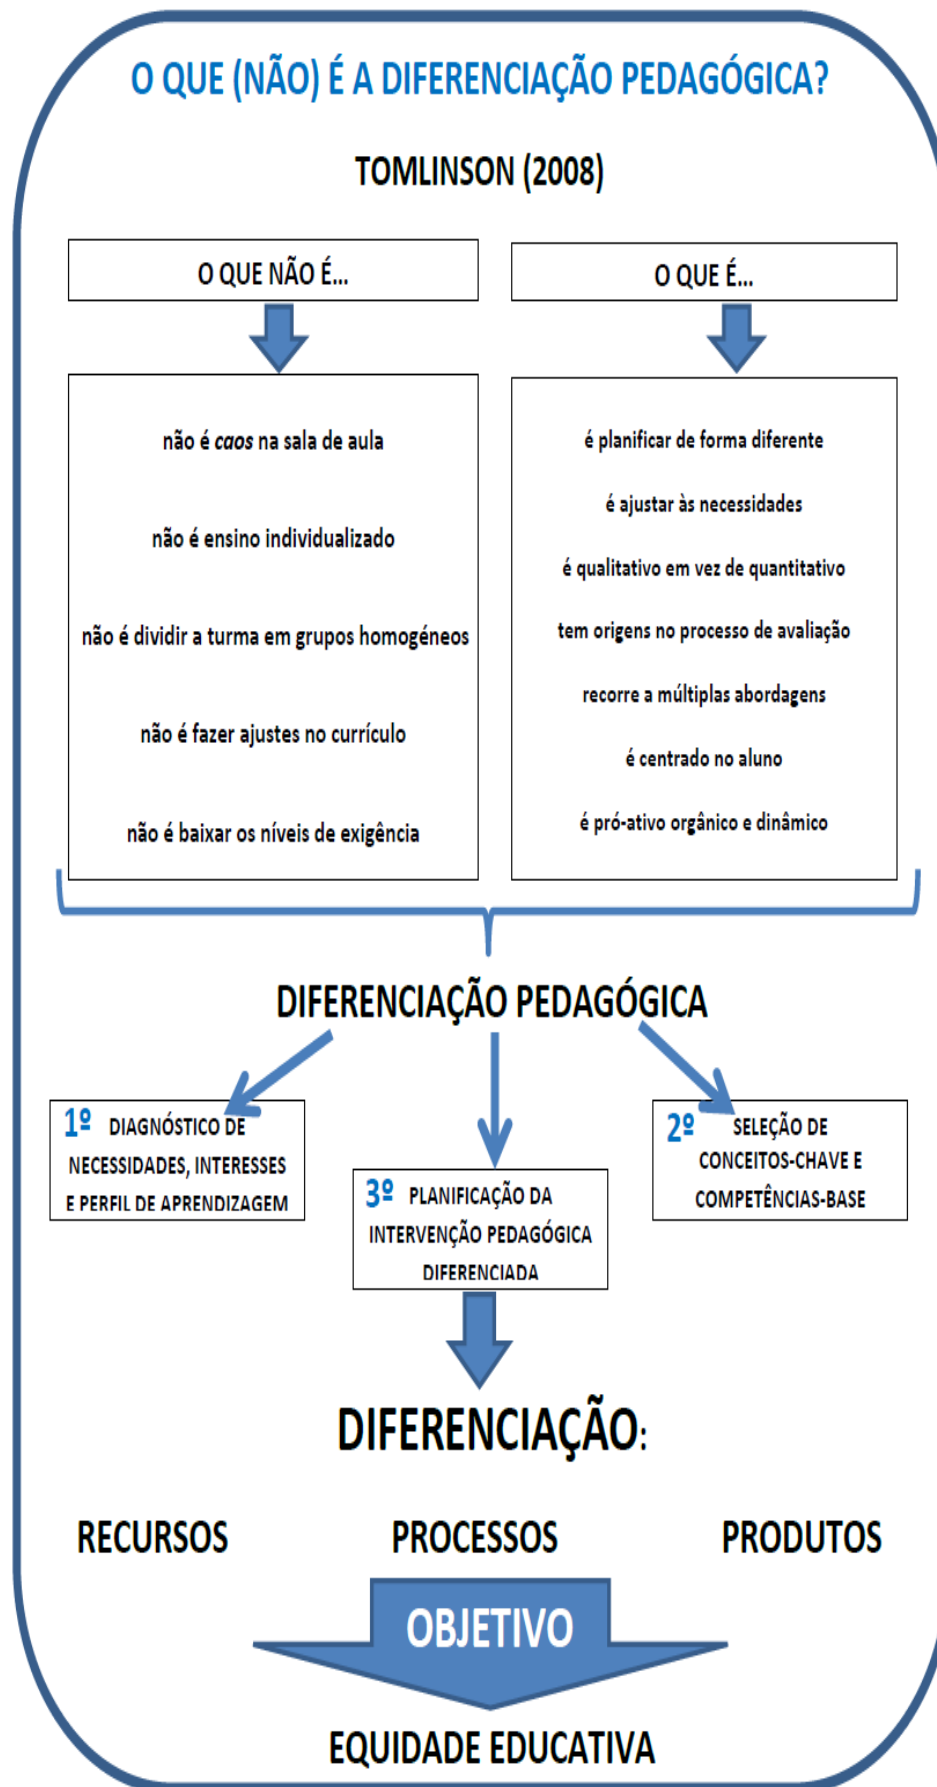 O QUE (NÃO) É A DIFERENCIAÇÃO PEDAGÓGICA?
TOMLINSON (2008)
O QUE NÃO É...
não é caos na sala de aula
não é ensino individualizado
não é dividir a turma em grupos homogéneos
não é fazer ajustes no currículo
não é baixar os níveis de exigência
O QUE É...
é planificar de forma diferente
é ajustar às necessidades
é qualitativo em vez de quantitativo
tem origens no processo de avaliação
recorre a múltiplas abordagens
é centrado no aluno
é pró-ativo orgânico e dinâmico
DIFERENCIAÇÃO PEDAGÓGICA
1º DIAGNÓSTICO DE
NECESSIDADES, INTERESSES
E PERFIL DE APRENDIZAGEM
2º SELEÇÃO DE
CONCEITOS-CHAVE E
COMPETÊNCIAS-BASE
3º PLANIFICAÇÃO DA
INTERVENÇÃO PEDAGÓGICA
DIFERENCIADA
DIFERENCIAÇÃO:
RECURSOS PROCESSOS PRODUTOS
OBJETIVO
EQUIDADE EDUCATIVA